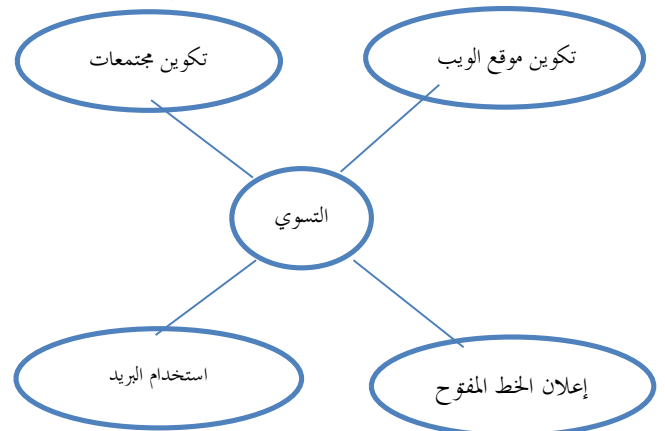 تكوين موقع الويب
تكوين مجتمعات
التسوي
إعلان الخط المفتوح
استخدام البريد